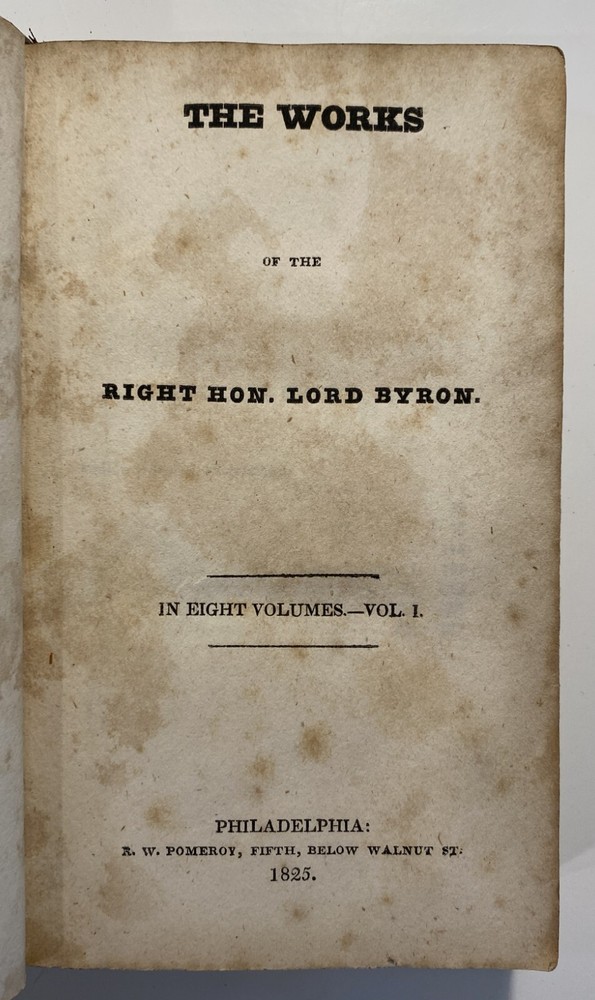 THE WORKS
OF THE
RIGHT HON. LORD BYRON.
IN EIGHT VOLUMES.—VOL. I.
PHILADELPHIA:
R. W. POMEROY, FIFTH, BELOW WALNUT ST.
1825.